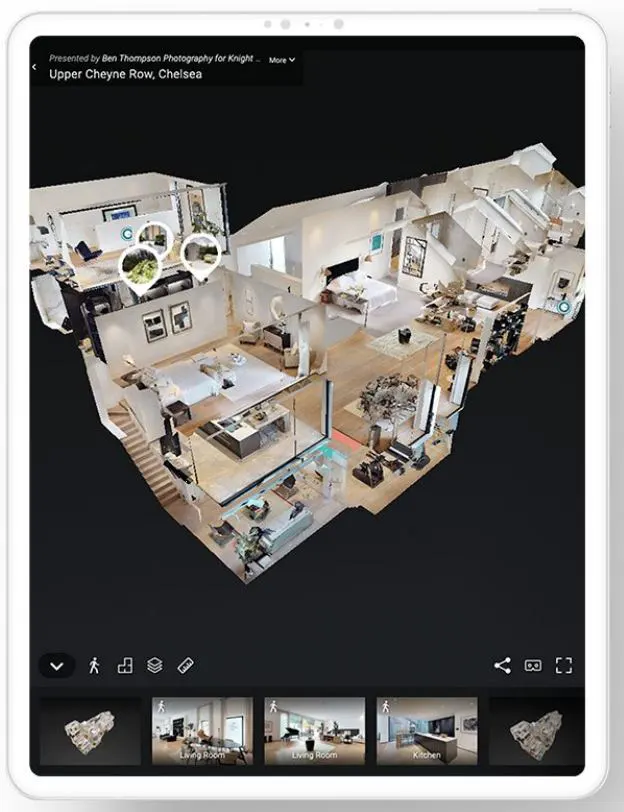 Presented by Ben Thompson Photography for Knight ...
More
Upper Cheyne Row, Chelsea
Living Room
Living Room
Kitchen